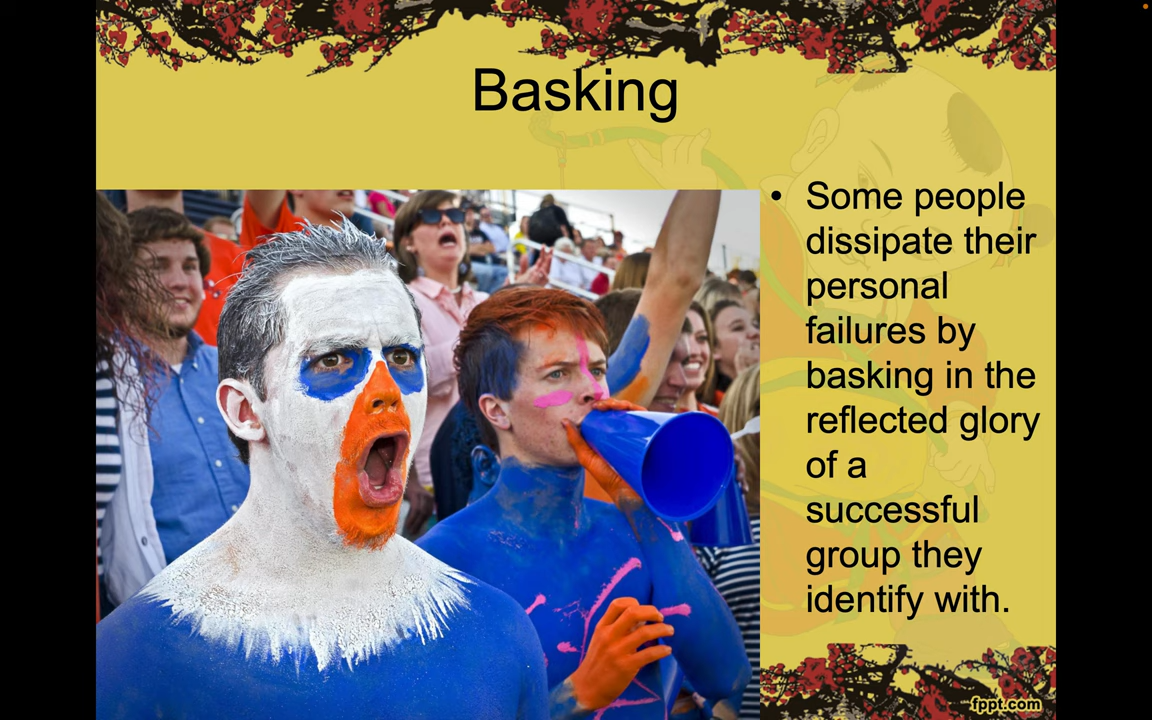 Basking
• Some people
dissipate their
personal
failures by
basking in the
reflected glory
of a
successful
group they
identify with.
fppt.com